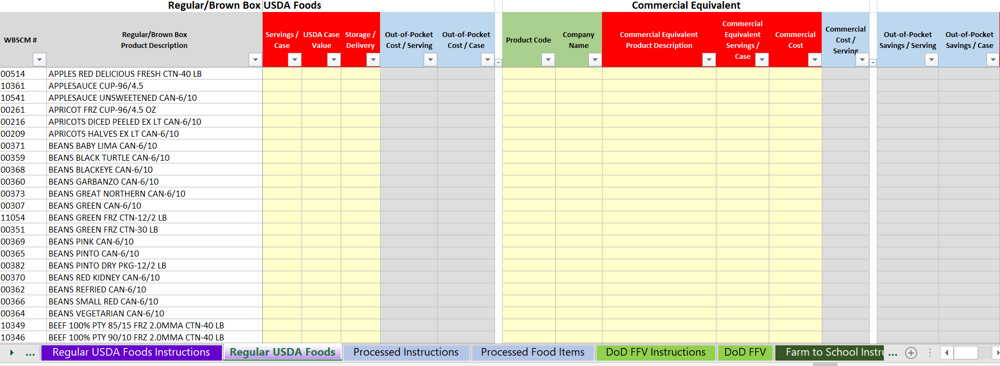 Regular/Brown Box USDA Foods
Commercial Equivalent
WBSCM #
Regular/Brown Box
Product Description
Servings /
Case
USDA Case
Value
Storage /
Delivery
Out-of-Pocket
Cost / Serving
Out-of-Pocket
Cost / Case
Product Code
Company
Name
Commercial Equivalent
Product Description
Commercial
Equivalent
Servings /
Case
Commercial
Cost
Commercial
Cost /
Serving
Out-of-Pocket
Savings / Serving
Out-of-Pocket
Savings / Case
00514 APPLES RED DELICIOUS FRESH CTN-40 LB
10361 APPLESAUCE CUP-96/4.5
10541 APPLESAUCE UNSWEETENED CAN-6/10
00261 APRICOT FRZ CUP-96/4.5 OZ
00216 APRICOTS DICED PEELED EX LT CAN-6/10
00209 APRICOTS HALVES EX LT CAN-6/10
00371 BEANS BABY LIMA CAN-6/10
00359 BEANS BLACK TURTLE CAN-6/10
00368 BEANS BLACKEYE CAN-6/10
00360 BEANS GARBANZO CAN-6/10
00373 BEANS GREAT NORTHERN CAN-6/10
00307 BEANS GREEN CAN-6/10
11054 BEANS GREEN FRZ CTN-12/2 LB
00351 BEANS GREEN FRZ CTN-30 LB
00369 BEANS PINK CAN-6/10
00365 BEANS PINTO CAN-6/10
00382 BEANS PINTO DRY PKG-12/2 LB
00370 BEANS RED KIDNEY CAN-6/10
00362 BEANS REFRIED CAN-6/10
00366 BEANS SMALL RED CAN-6/10
00364 BEANS VEGETARIAN CAN-6/10
10349 BEEF 100% PTY 85/15 FRZ 2.0MMA CTN-40 LB
10346 BEEF 100% PTY 90/10 FRZ 2.0MMA CTN-40 LB
... Regular USDA Foods Instructions Regular USDA Foods Processed Instructions Processed Food Items DoD FFV Instructions DoD FFV Farm to School Instru ...